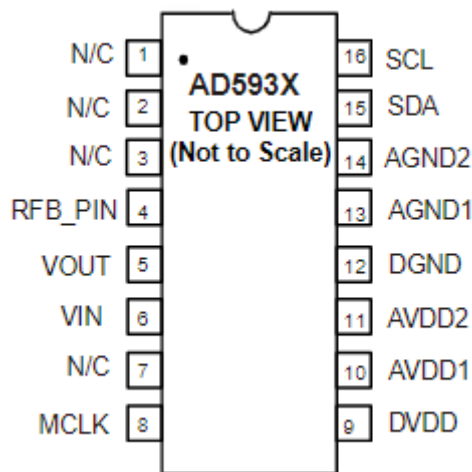 N/C 1 16 SCL
AD593X
N/C 2 15 SDA
TOP VIEW
N/C 3 (Not to Scale) 14 AGND2
RFB_PIN 4 13 AGND1
VOUT 5 12 DGND
VIN 6 11 AVDD2
N/C 7 10 AVDD1
MCLK 8 9 DVDD